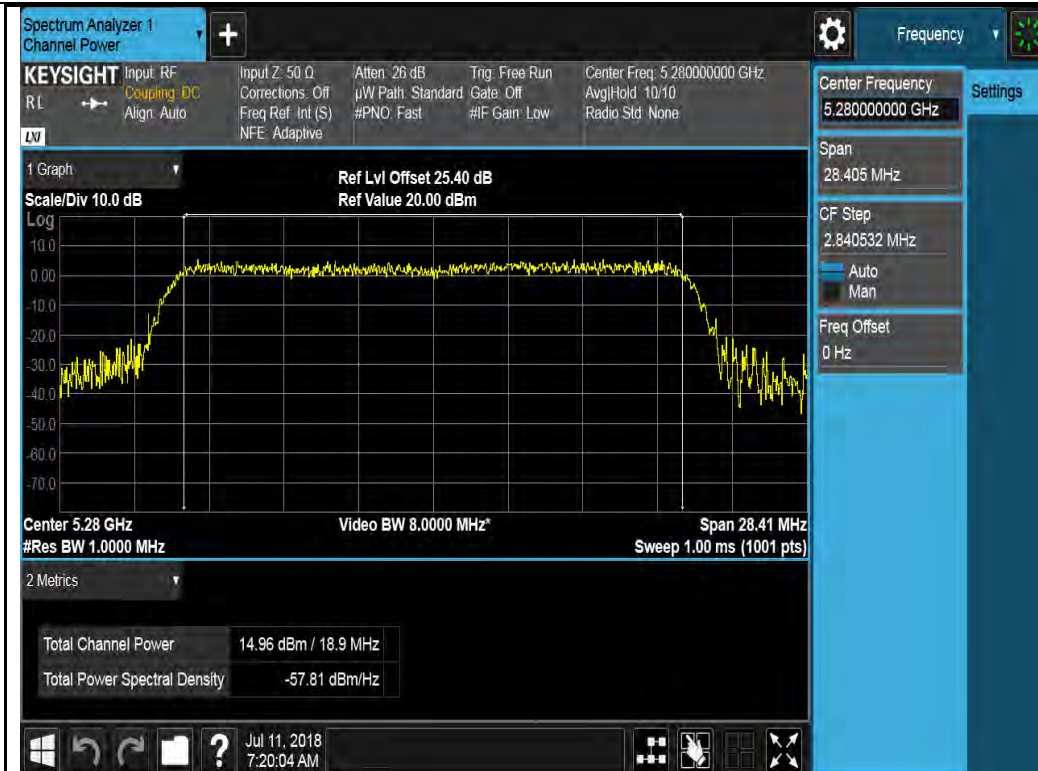 Spectrum Analyzer 1
Channel Power
+
Frequency
KEYSIGHT
R L
LXI
Input: RF
Coupling: DC
Align: Auto
Input Z: 50 Ω
Corrections: Off
Freq Ref: Int (S)
NFE: Adaptive
Atten: 26 dB
µW Path: Standard
#PNO: Fast
Trig: Free Run
Gate: Off
#IF Gain: Low
Center Freq: 5.280000000 GHz
Avg|Hold: 10/10
Radio Std: None
Center Frequency
5.280000000 GHz
Settings
Span
28.405 MHz
CF Step
2.840532 MHz
Auto
Man
Freq Offset
0 Hz
1 Graph
Scale/Div 10.0 dB
Ref Lvl Offset 25.40 dB
Ref Value 20.00 dBm
Log
10.0
0.00
-10.0
-20.0
-30.0
-40.0
-50.0
-60.0
-70.0
Center 5.28 GHz
#Res BW 1.0000 MHz
Video BW 8.0000 MHz*
Span 28.41 MHz
Sweep 1.00 ms (1001 pts)
2 Metrics
Total Channel Power 14.96 dBm / 18.9 MHz
Total Power Spectral Density -57.81 dBm/Hz
?
Jul 11, 2018
7:20:04 AM